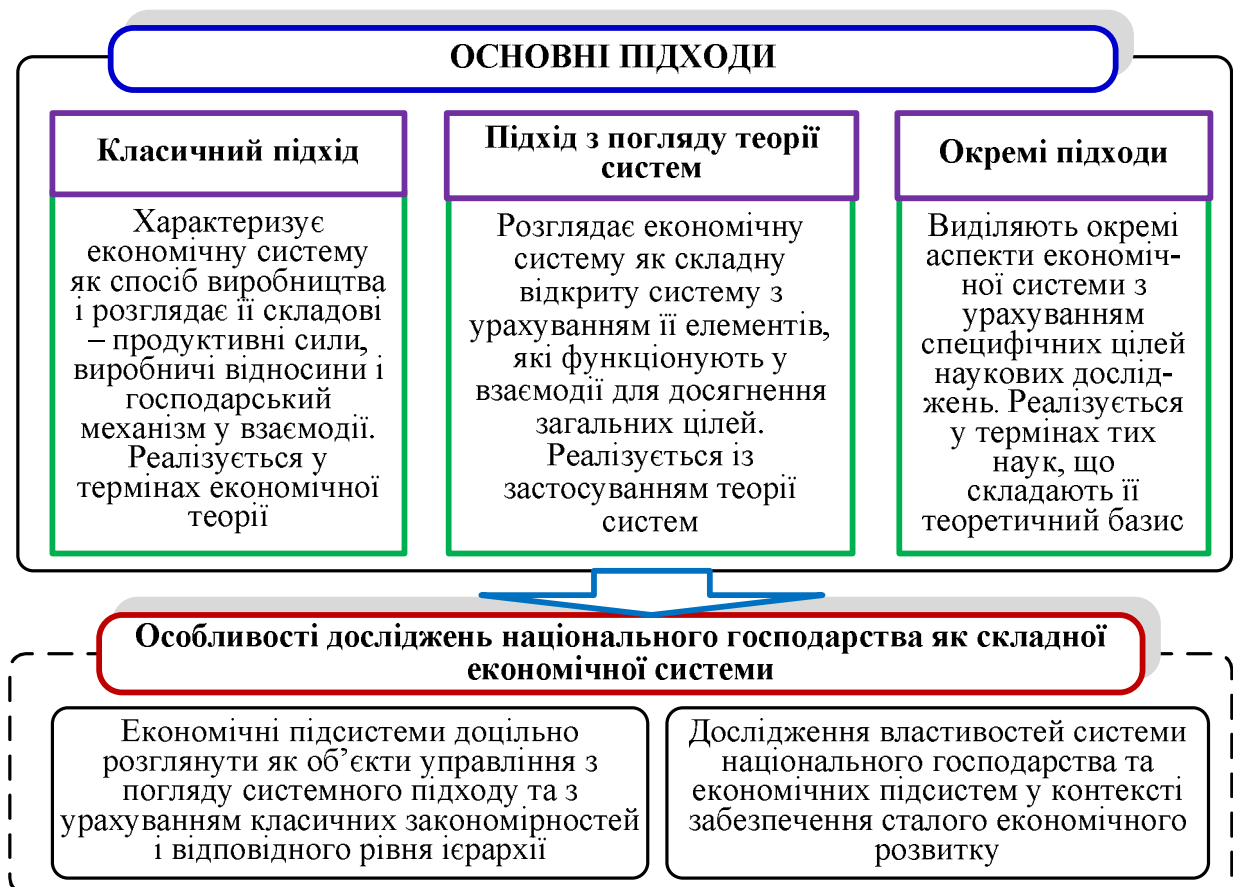 ОСНОВНІ ПІДХОДИ
Класичний підхід
Характеризує
економічну систему
як спосіб виробництва
і розглядає її складові
– продуктивні сили,
виробничі відносини і
господарський
механізм у взаємодії.
Реалізується у
термінах економічної
теорії
Підхід з погляду теорії
систем
Розглядає економічну
систему як складну
відкриту систему з
урахуванням її елементів,
які функціонують у
взаємодії для досягнення
загальних цілей.
Реалізується із
застосуванням теорії
систем
Окремі підходи
Виділяють окремі
аспекти економіч-
ної системи з
урахуванням
специфічних цілей
наукових дослід-
жень. Реалізується
у термінах тих
наук, що
складають її
теоретичний базис
Особливості досліджень національного господарства як складної
економічної системи
Економічні підсистеми доцільно
розглянути як об’єкти управління з
погляду системного підходу та з
урахуванням класичних закономірностей
і відповідного рівня ієрархії
Дослідження властивостей системи
національного господарства та
економічних підсистем у контексті
забезпечення сталого економічного
розвитку